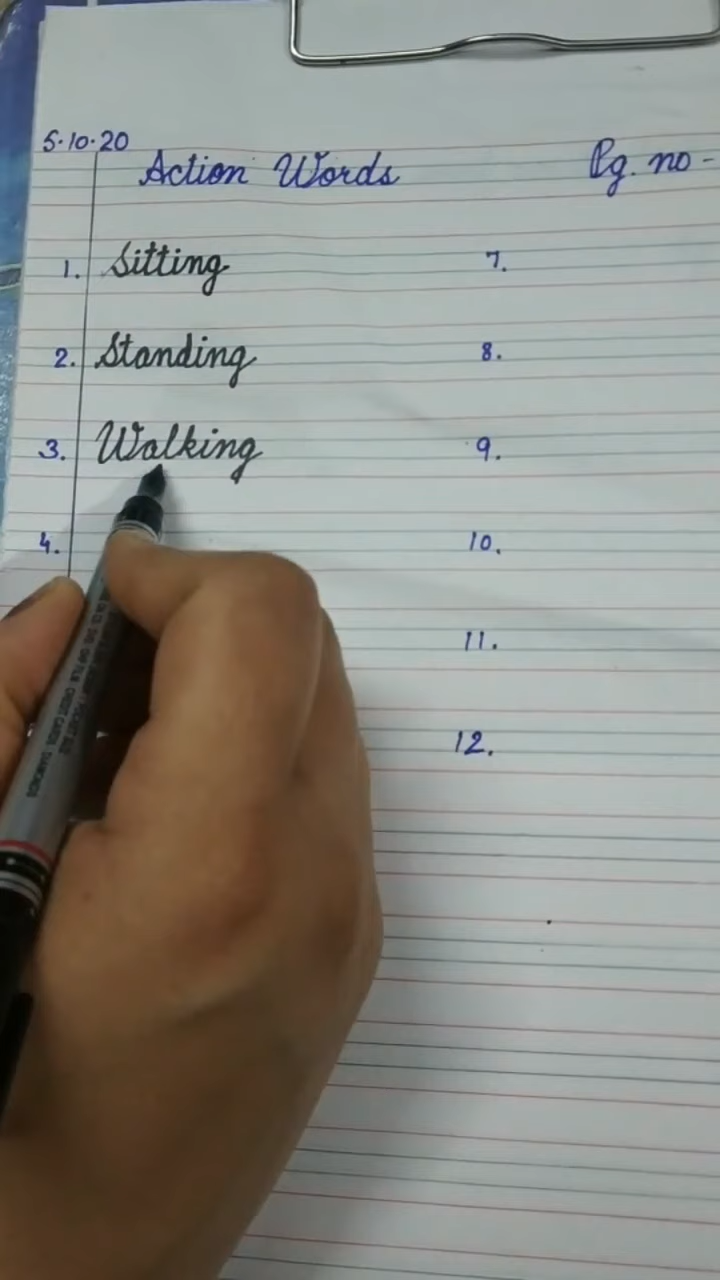 5.10.20
Action Words Pg. no-
1. Sitting 7.
2. Standing 8.
3. Walking 9.
4. 10.
11.
12.